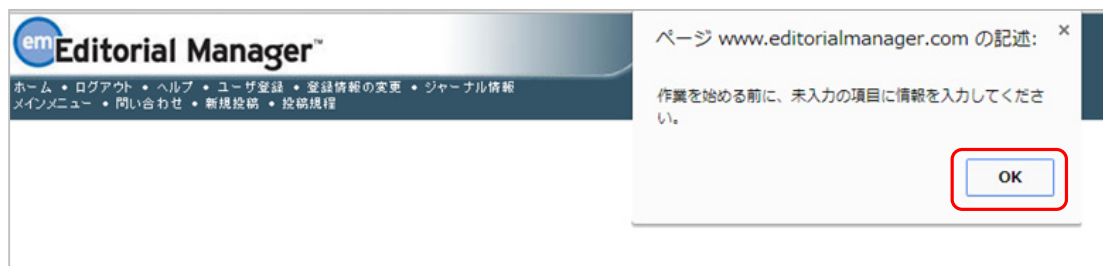 em Editorial Manager™
ホーム • ログアウト • ヘルプ • ユーザ登録 • 登録情報の変更 • ジャーナル情報
メインメニュー • 問い合わせ • 新規投稿 • 投稿規程
ページ www.editorialmanager.com の記述: ×
作業を始める前に、未入力の項目に情報を入力してくださ
い。
OK